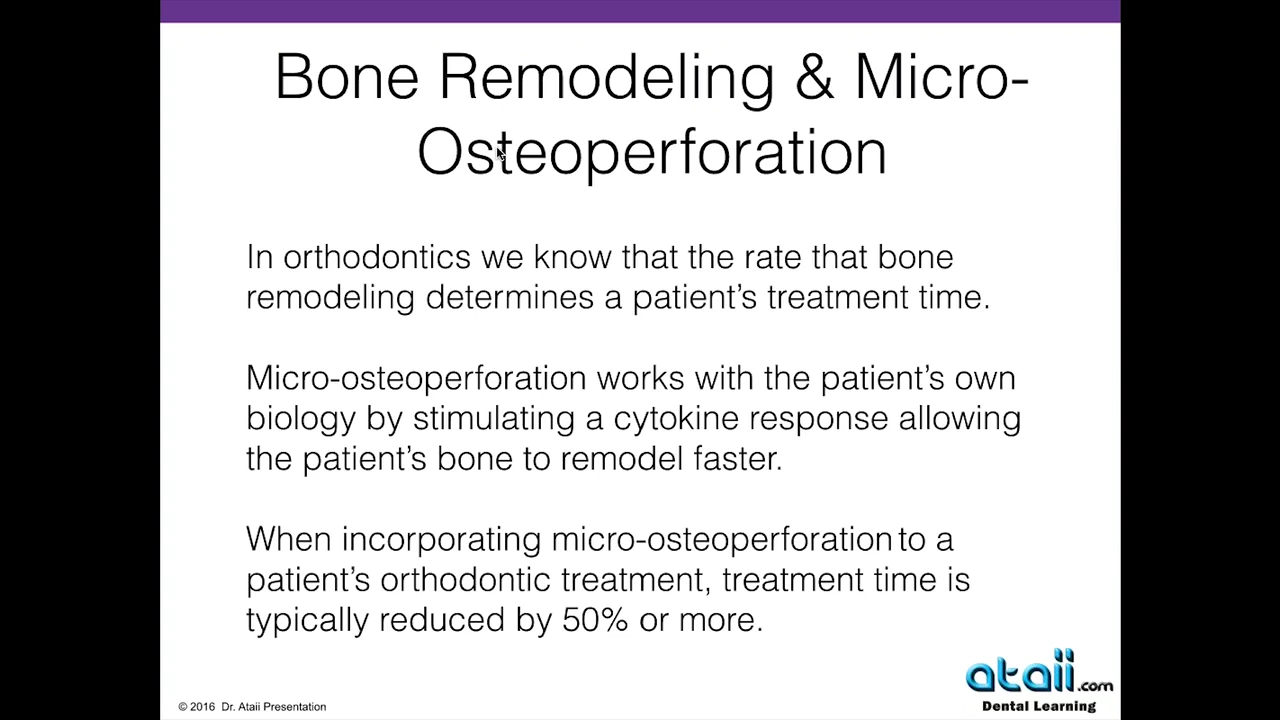 Bone Remodeling & Micro-
Osteoperforation
In orthodontics we know that the rate that bone
remodeling determines a patient’s treatment time.
Micro-osteoperforation works with the patient’s own
biology by stimulating a cytokine response allowing
the patient’s bone to remodel faster.
When incorporating micro-osteoperforation to a
patient’s orthodontic treatment, treatment time is
typically reduced by 50% or more.
ataii.com
Dental Learning
© 2016 Dr. Ataii Presentation